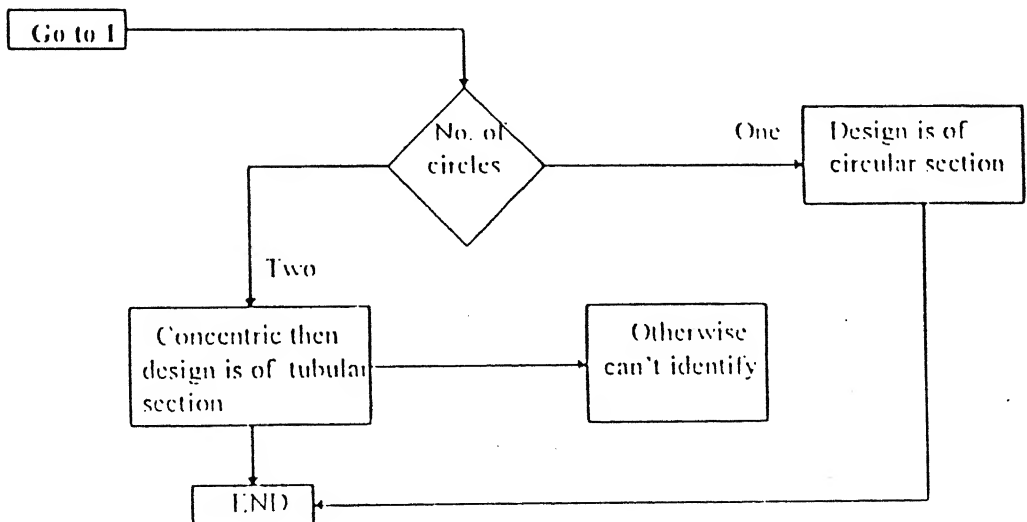 Go to 1
No. of
circles
One
Design is of
circular section
Two
Concentric then
design is of tubular
section
Otherwise
can't identify
END